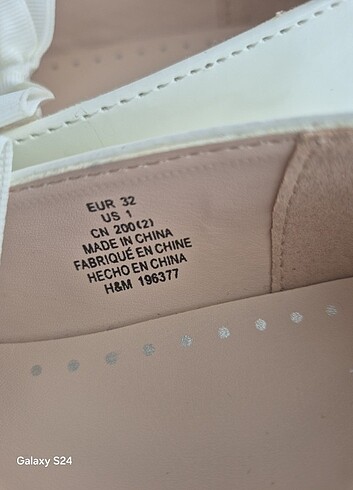 EUR 32
US 1
CN 200(2)
MADE IN CHINA
FABRIQUÉ EN CHINE
HECHO EN CHINA
H&M 196377
Galaxy S24